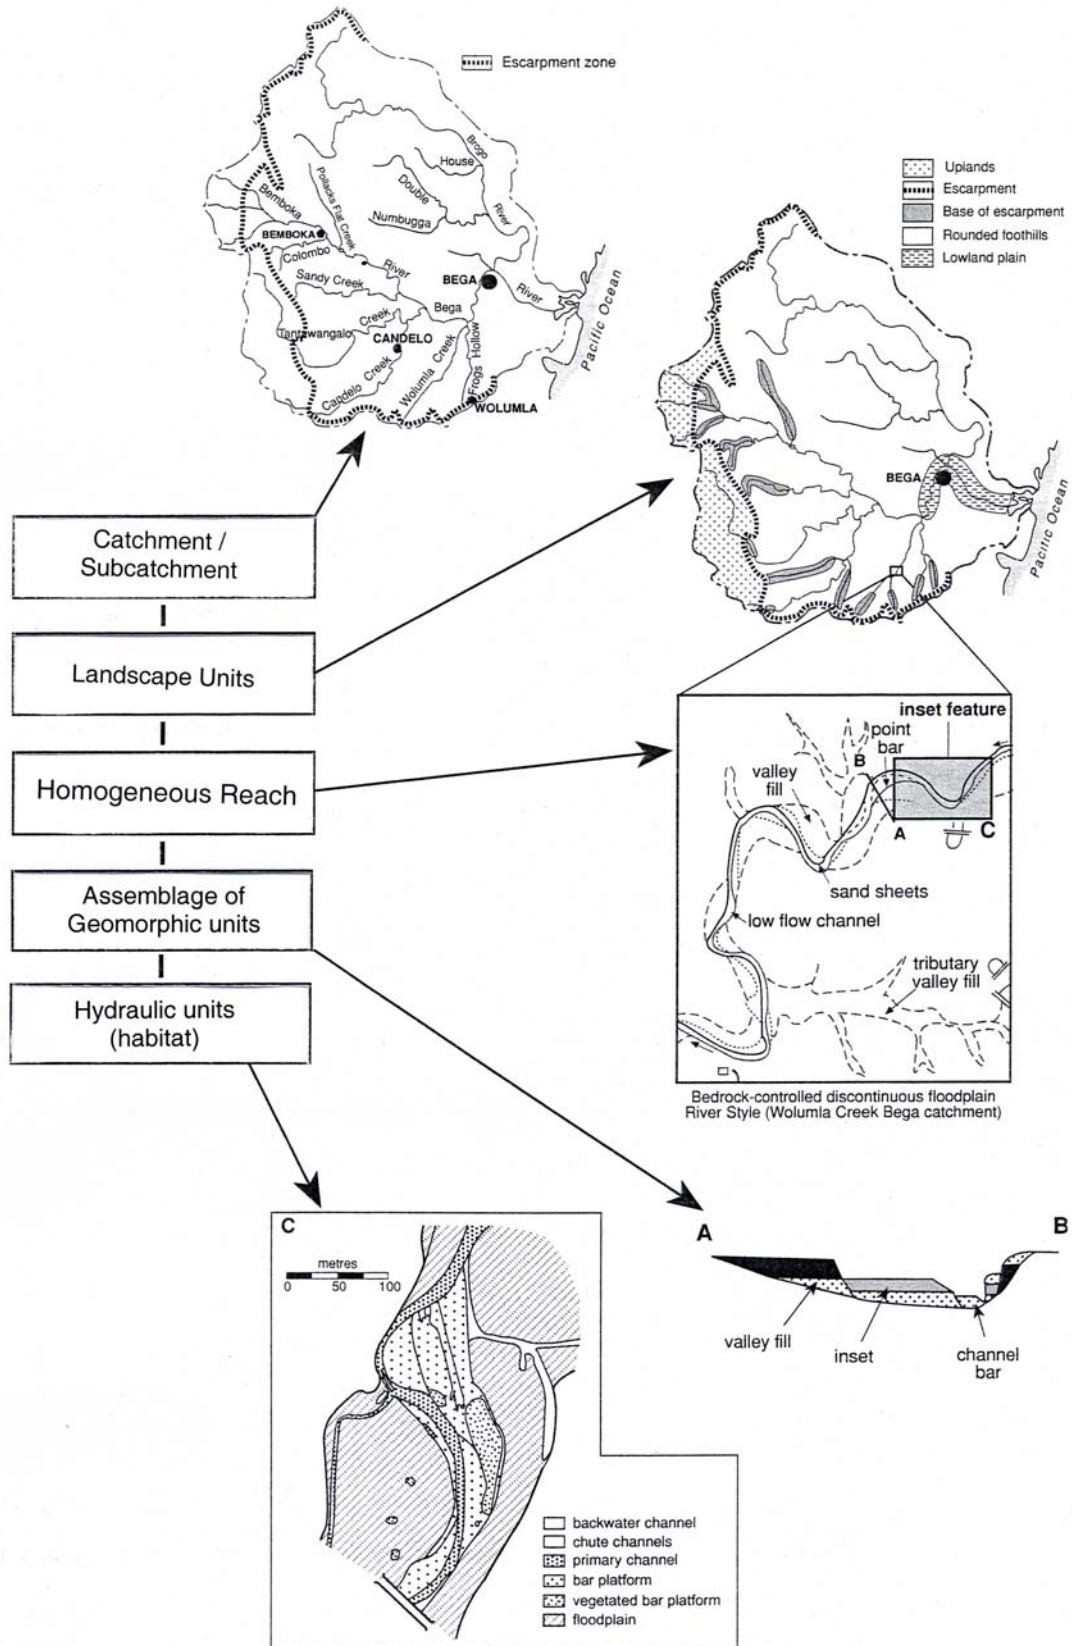 Escarpment zone
Brogo
House
River
Double
Numbugga
Pollacks Flat Creek
Bemboka
BEMBOKA
Colombo
River
Sandy Creek
BEGA
River
Bega
Creek
Tantawangalo
CANDELO
Candelo Creek
Wolumla Creek
Frogs Hollow
WOLUMLA
Pacific Ocean
Uplands
Escarpment
Base of escarpment
Rounded foothills
Lowland plain
BEGA
Pacific Ocean
Catchment /
Subcatchment
Landscape Units
Homogeneous Reach
Assemblage of
Geomorphic units
Hydraulic units
(habitat)
inset feature
point
bar
B
valley
fill
A
C
sand sheets
low flow channel
tributary
valley fill
Bedrock-controlled discontinuous floodplain
River Style (Wolumla Creek Bega catchment)
A
B
valley fill
inset
channel
bar
C
metres
0 50 100
backwater channel
chute channels
primary channel
bar platform
vegetated bar platform
floodplain